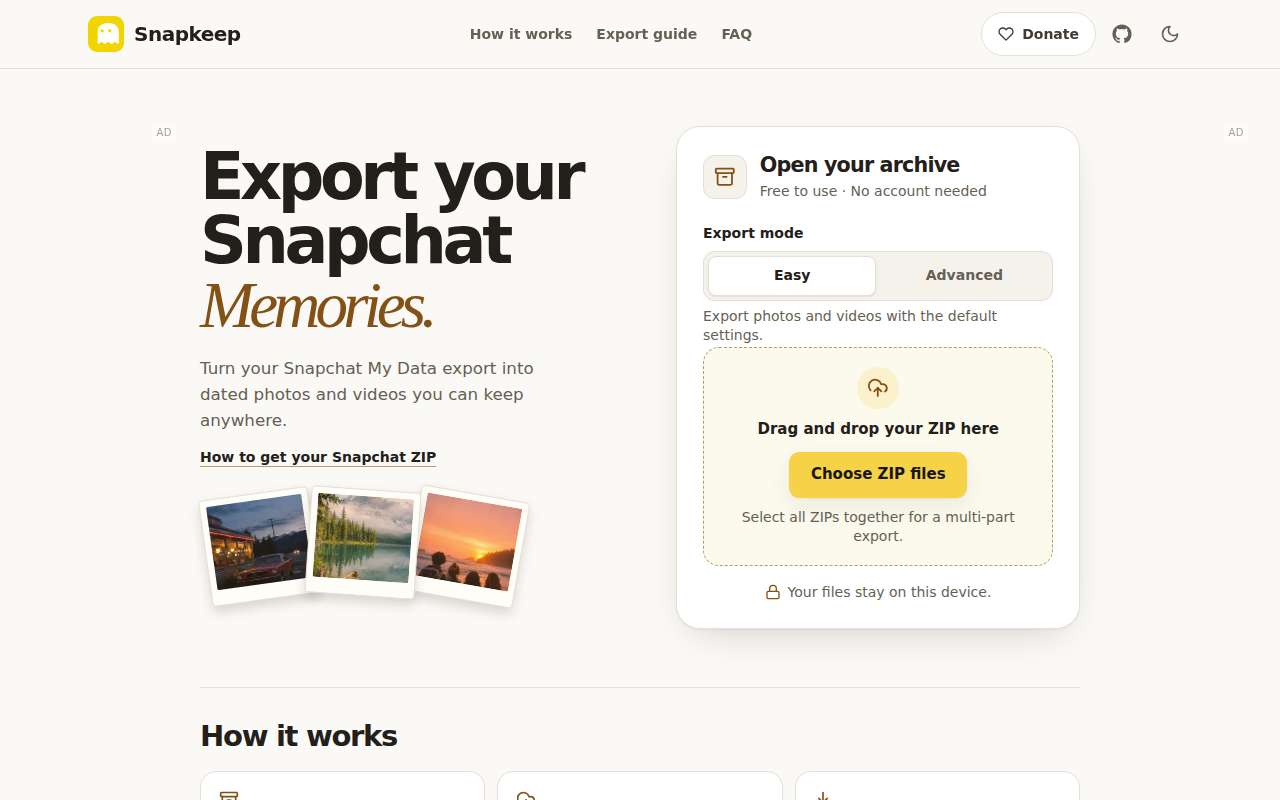 Snapkeep
How it works
Export guide
FAQ
Donate
AD
AD
Export your
Snapchat
Memories.
Turn your Snapchat My Data export into
dated photos and videos you can keep
anywhere.
How to get your Snapchat ZIP
Open your archive
Free to use · No account needed
Export mode
Easy
Advanced
Export photos and videos with the default
settings.
Drag and drop your ZIP here
Choose ZIP files
Select all ZIPs together for a multi-part
export.
Your files stay on this device.
How it works